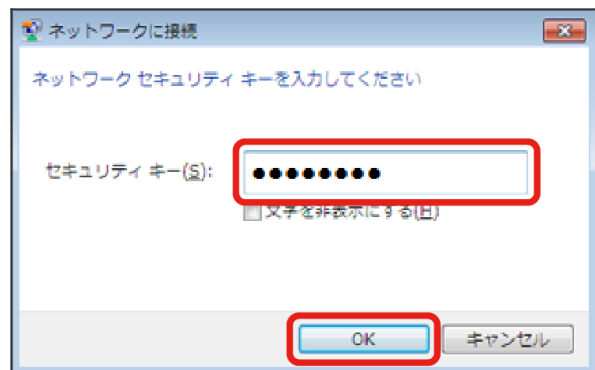 ネットワークに接続
ネットワーク セキュリティ キーを入力してください
セキュリティ キー(S): ●●●●●●●●
文字を非表示にする(H)
OK キャンセル